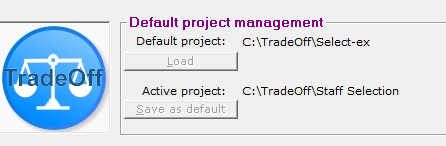 Default project management
TradeOff
Default project: C:\TradeOff\Select-ex
Load
Active project: C:\TradeOff\Staff Selection
Save as default